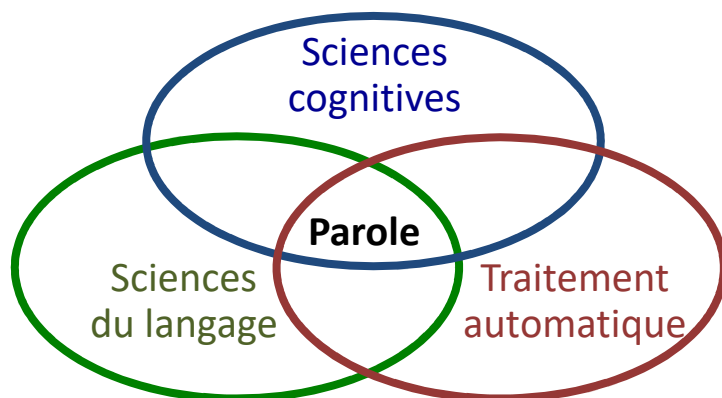 Sciences
cognitives
Parole
Sciences
du langage
Traitement
automatique